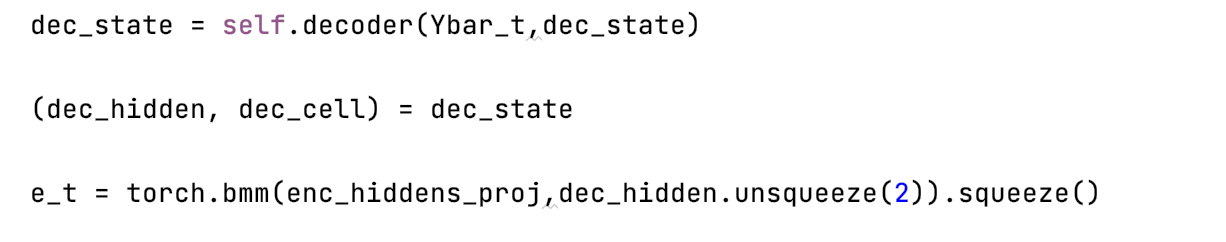 dec_state = self.decoder(Ybar_t,dec_state)
(dec_hidden, dec_cell) = dec_state
e_t = torch.bmm(enc_hiddens_proj,dec_hidden.unsqueeze(2)).squeeze()